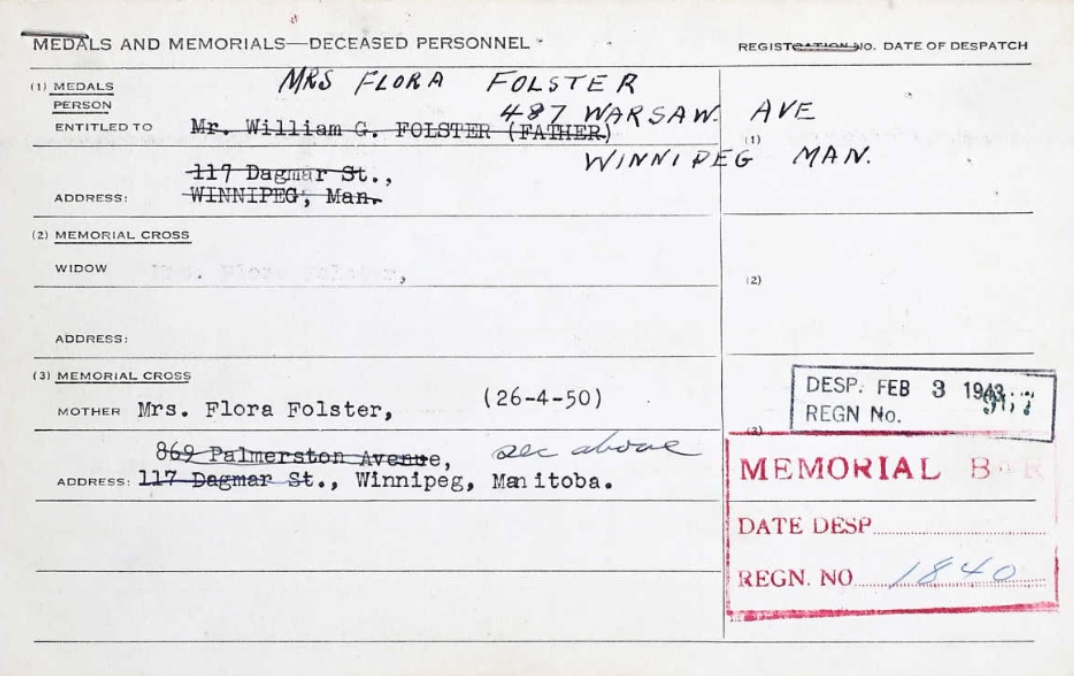 MEDALS AND MEMORIALS—DECEASED PERSONNEL
REGISTRATION NO. DATE OF DESPATCH
(1) MEDALS
PERSON
ENTITLED TO
MRS FLORA FOLSTER
487 WARSAW. AVE
Mr. William G. FOLSTER (FATHER)
(1)
WINNIPEG MAN.
117 Dagmar St.,
ADDRESS: WINNIPEG, Man.
(2) MEMORIAL CROSS
WIDOW
,
(2)
ADDRESS:
(3) MEMORIAL CROSS
MOTHER Mrs. Flora Folster, (26-4-50)
DESP. FEB 3 1943
REGN No.
(3)
869 Palmerston Avenue, see above
ADDRESS: 117 Dagmar St., Winnipeg, Manitoba.
MEMORIAL
DATE DESP
REGN. NO 1840